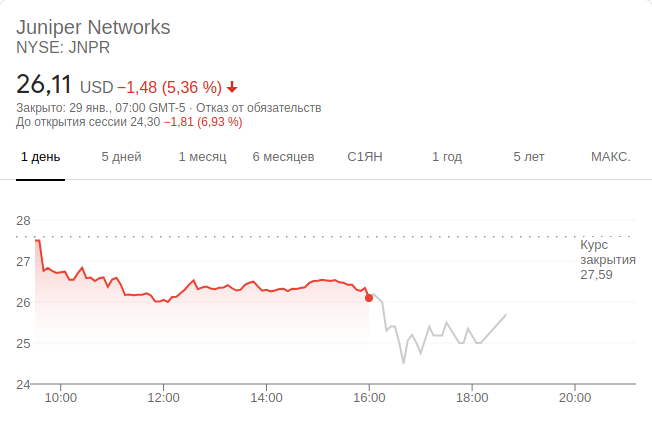 Juniper Networks
NYSE: JNPR
26,11 USD −1,48 (5,36 %)
Закрыто: 29 янв., 07:00 GMT-5 · Отказ от обязательств
До открытия сессии 24,30 −1,81 (6,93 %)
1 день 5 дней 1 месяц 6 месяцев С1ЯН 1 год 5 лет МАКС.
28
27
26
25
24
Курс
закрытия
27,59
10:00 12:00 14:00 16:00 18:00 20:00